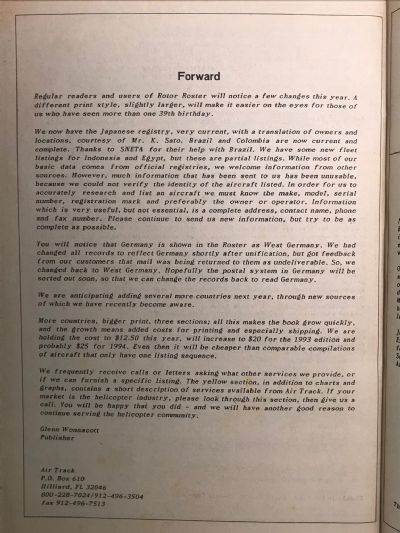 Forward
Regular readers and users of Rotor Roster will notice a few changes this year. A
different print style, slightly larger, will make it easier on the eyes for those of
us who have seen more than one 39th birthday.
We now have the Japanese registry, very current, with a translation of owners and
locations, courtesy of Mr. K. Sato. Brazil and Colombia are now current and
complete. Thanks to SNETA for their help with Brazil. We have some new fleet
listings for Indonesia and Egypt, but these are partial listings. While most of our
basic data comes from official registries, we welcome information from other
sources. However, much information that has been sent to us has been unusable,
because we could not verify the identity of the aircraft listed. In order for us to
accurately research and list an aircraft we must know the make, model, serial
number, registration mark and preferably the owner or operator. Information
which is very useful, but not essential, is a complete address, contact name, phone
and fax number. Please continue to send us new information, but try to be as
complete as possible.
You will notice that Germany is shown in the Roster as West Germany. We had
changed all records to reflect Germany shortly after unification, but got feedback
from our customers that mail was being returned to them as undeliverable. So, we
changed back to West Germany. Hopefully the postal system in Germany will be
sorted out soon, so that we can change the records back to read Germany.
We are anticipating adding several more countries next year, through new sources
of which we have recently become aware.
More countries, bigger print, three sections; all this makes the book grow quickly,
and the growth means added costs for printing and especially shipping. We are
holding the cost to $12.50 this year, will increase to $20 for the 1993 edition and
probably $25 for 1994. Even then it will be cheaper than comparable compilations
of aircraft that only have one listing sequence.
We frequently receive calls or letters asking what other services we provide, or
if we can furnish a specific listing. The yellow section, in addition to charts and
graphs, contains a short description of services available from Air Track. If your
market is the helicopter industry, please look through this section, then give us a
call. You will be happy that you did - and we will have another good reason to
continue serving the helicopter community.
Glenn Wonnacott
Publisher
Air Track
P.O. Box 610
Hilliard, FL 32046
800-228-7024/912-496-3504
fax 912-496-7513